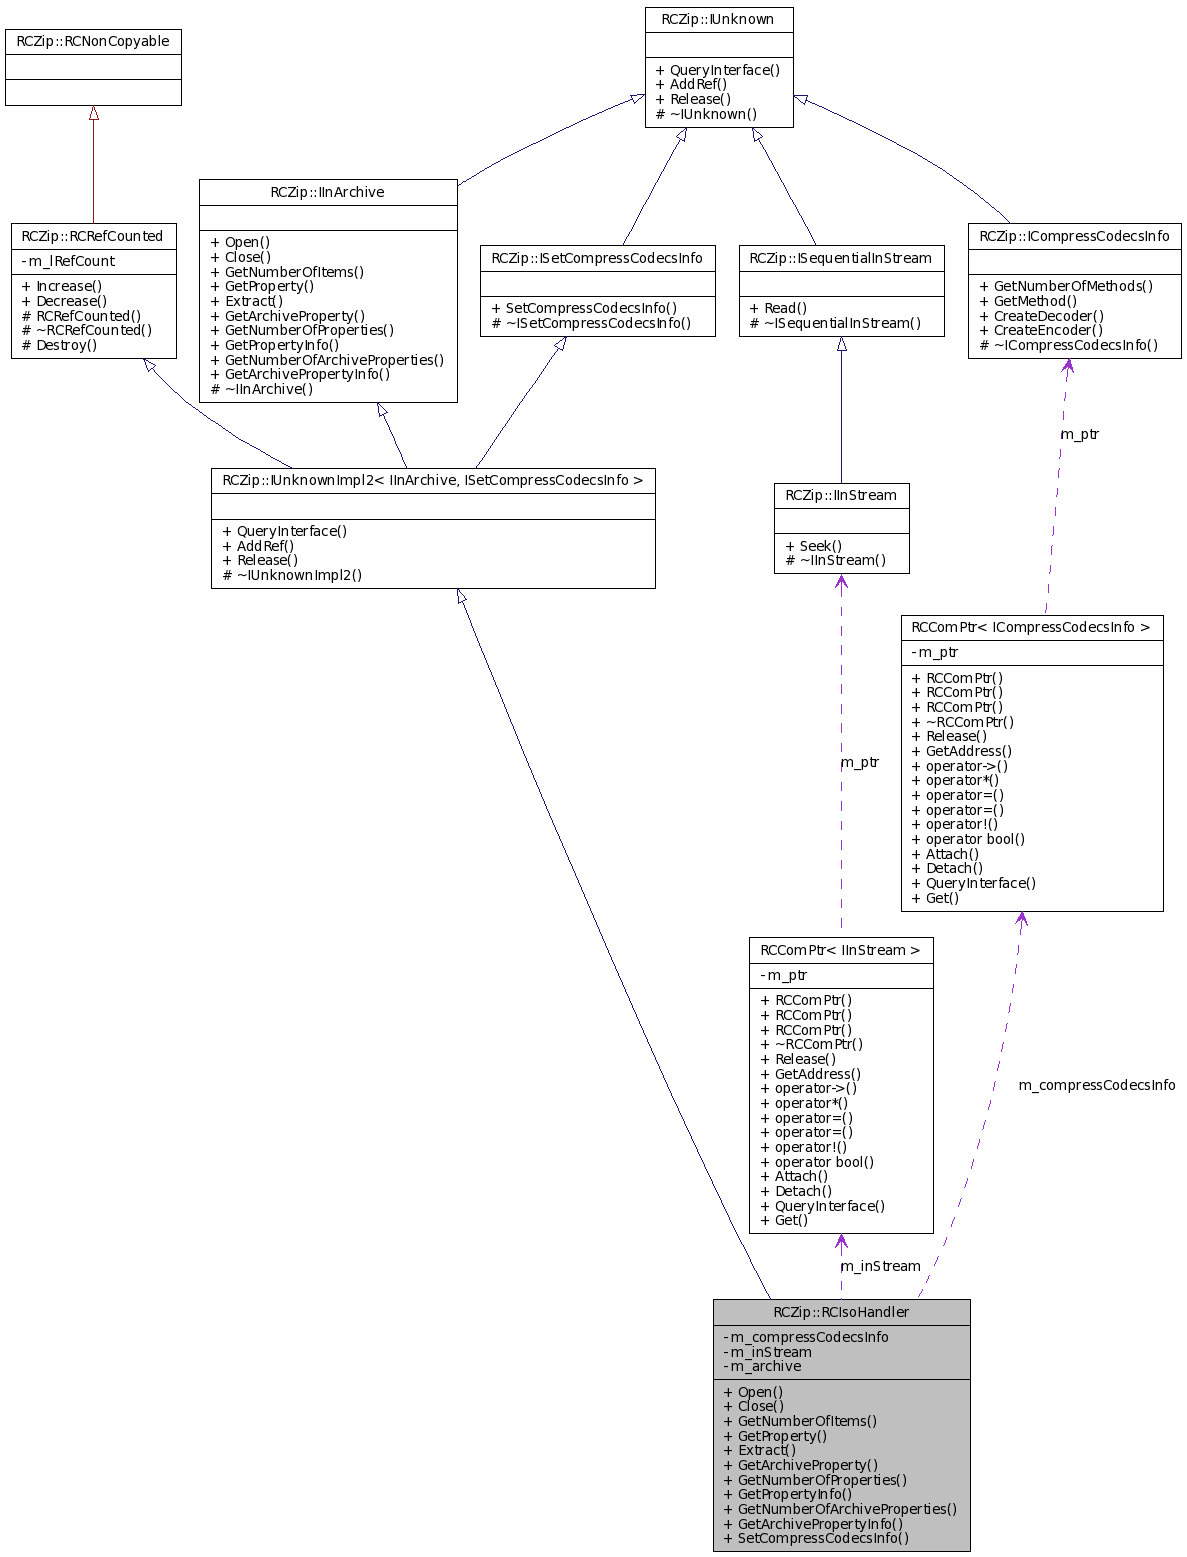 RCZip::IUnknown
+ QueryInterface()
+ AddRef()
+ Release()
# ~IUnknown()
RCZip::RCNonCopyable
RCZip::IInArchive
+ Open()
+ Close()
+ GetNumberOfItems()
+ GetProperty()
+ Extract()
+ GetArchiveProperty()
+ GetNumberOfProperties()
+ GetPropertyInfo()
+ GetNumberOfArchiveProperties()
+ GetArchivePropertyInfo()
# ~IInArchive()
RCZip::RCRefCounted
- m_lRefCount
+ Increase()
+ Decrease()
# RCRefCounted()
# ~RCRefCounted()
# Destroy()
RCZip::ISetCompressCodecsInfo
+ SetCompressCodecsInfo()
# ~ISetCompressCodecsInfo()
RCZip::ISequentialInStream
+ Read()
# ~ISequentialInStream()
RCZip::ICompressCodecsInfo
+ GetNumberOfMethods()
+ GetMethod()
+ CreateDecoder()
+ CreateEncoder()
# ~ICompressCodecsInfo()
m_ptr
RCZip::IUnknownImpl2< IInArchive, ISetCompressCodecsInfo >
+ QueryInterface()
+ AddRef()
+ Release()
# ~IUnknownImpl2()
RCZip::IInStream
+ Seek()
# ~IInStream()
RCComPtr< ICompressCodecsInfo >
- m_ptr
+ RCComPtr()
+ RCComPtr()
+ RCComPtr()
+ ~RCComPtr()
+ Release()
+ GetAddress()
+ operator->()
+ operator*()
+ operator=()
+ operator=()
+ operator!()
+ operator bool()
+ Attach()
+ Detach()
+ QueryInterface()
+ Get()
m_ptr
RCComPtr< IInStream >
- m_ptr
+ RCComPtr()
+ RCComPtr()
+ RCComPtr()
+ ~RCComPtr()
+ Release()
+ GetAddress()
+ operator->()
+ operator*()
+ operator=()
+ operator=()
+ operator!()
+ operator bool()
+ Attach()
+ Detach()
+ QueryInterface()
+ Get()
m_compressCodecsInfo
m_inStream
RCZip::RCIsoHandler
- m_compressCodecsInfo
- m_inStream
- m_archive
+ Open()
+ Close()
+ GetNumberOfItems()
+ GetProperty()
+ Extract()
+ GetArchiveProperty()
+ GetNumberOfProperties()
+ GetPropertyInfo()
+ GetNumberOfArchiveProperties()
+ GetArchivePropertyInfo()
+ SetCompressCodecsInfo()